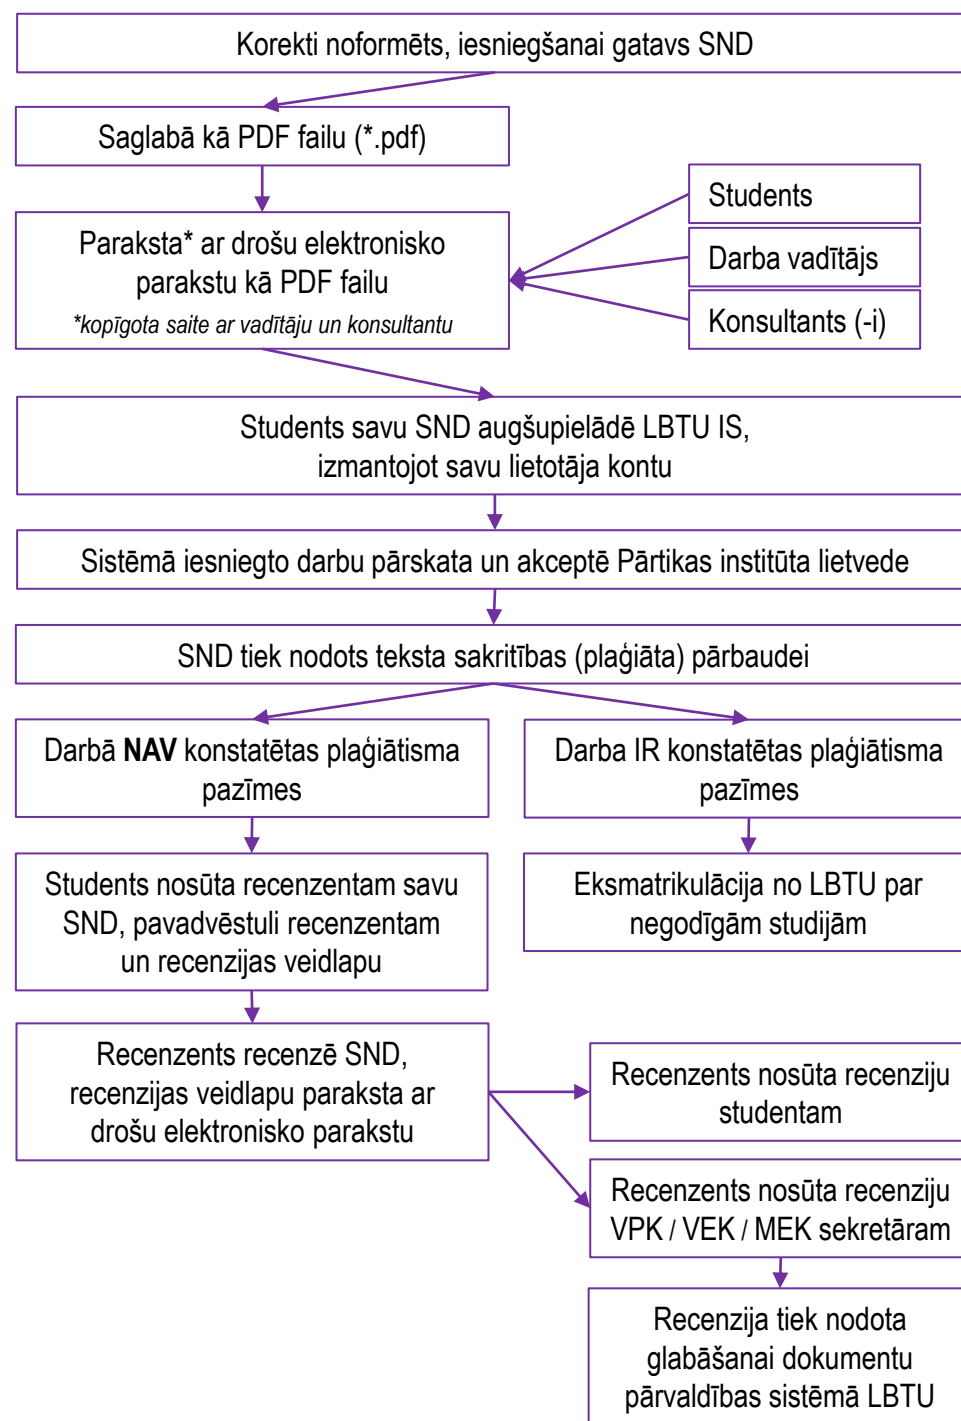 Korekti noformēts, iesniegšanai gatavs SND
Saglabā kā PDF failu (*.pdf)
Paraksta* ar drošu elektronisko
parakstu kā PDF failu
*kopīgota saite ar vadītāju un konsultantu
Students
Darba vadītājs
Konsultants (-i)
Students savu SND augšupielādē LBTU IS,
izmantojot savu lietotāja kontu
Sistēmā iesniegto darbu pārskata un akceptē Pārtikas institūta lietvede
SND tiek nodots teksta sakritības (plaģiāta) pārbaudei
Darbā NAV konstatētas plaģiātisma
pazīmes
Darba IR konstatētas plaģiātisma
pazīmes
Students nosūta recenzentam savu
SND, pavadvēstuli recenzentam
un recenzijas veidlapu
Eksmatrikulācija no LBTU par
negodīgām studijām
Recenzents recenzē SND,
recenzijas veidlapu paraksta ar
drošu elektronisko parakstu
Recenzents nosūta recenziju
studentam
Recenzents nosūta recenziju
VPK / VEK / MEK sekretāram
Recenzija tiek nodota
glabāšanai dokumentu
pārvaldības sistēmā LBTU